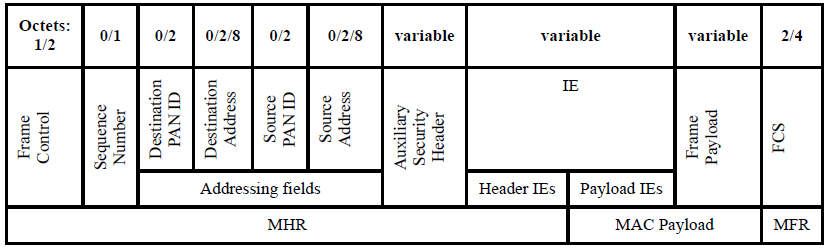 Octets:
1/2
0/1
0/2
0/2/8
0/2
0/2/8
variable
variable
variable
2/4
Frame
Control
Sequence
Number
Destination
PAN ID
Destination
Address
Source
PAN ID
Source
Address
Auxiliary
Security
Header
IE
Frame
Payload
FCS
Addressing fields
Header IEs
Payload IEs
MHR
MAC Payload
MFR